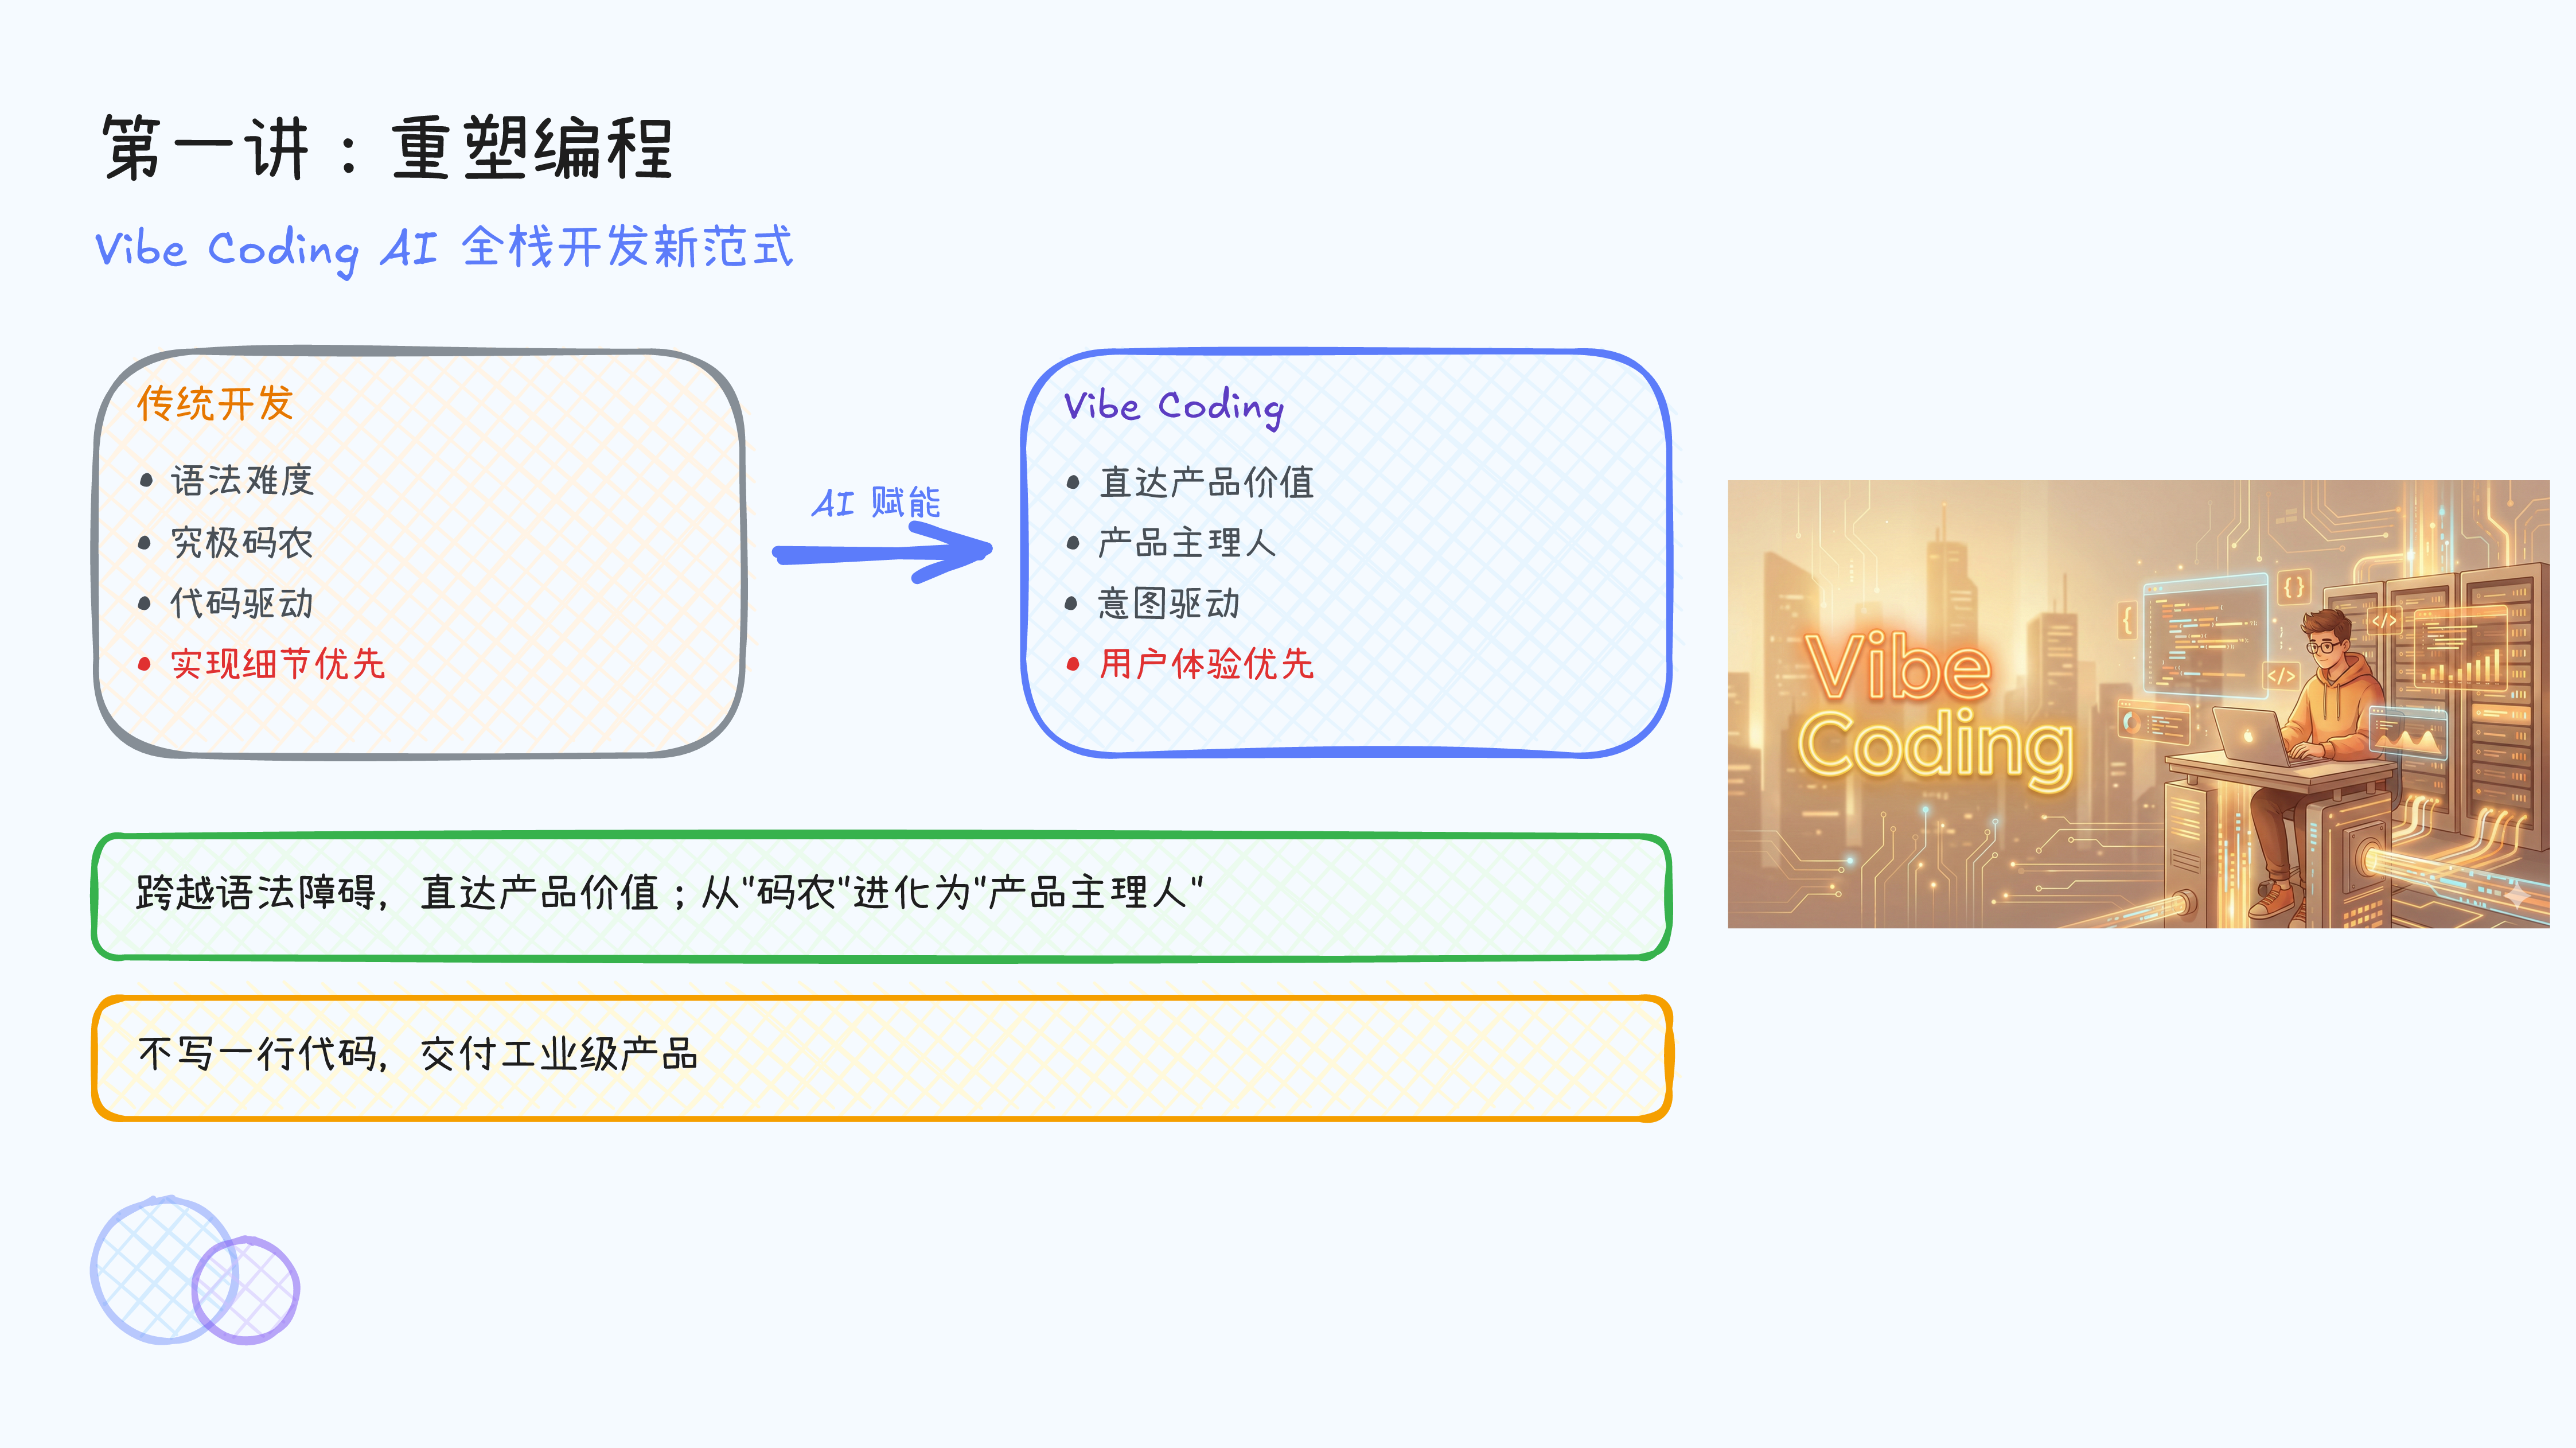 第一讲：重塑编程
Vibe Coding AI 全栈开发新范式
传统开发
• 语法难度
• 究极码农
• 代码驱动
• 实现细节优先
AI 赋能
Vibe Coding
• 直达产品价值
• 产品主理人
• 意图驱动
• 用户体验优先
Vibe
Coding
{
{}
</>
</>
跨越语法障碍，直达产品价值；从"码农"进化为"产品主理人"
不写一行代码，交付工业级产品